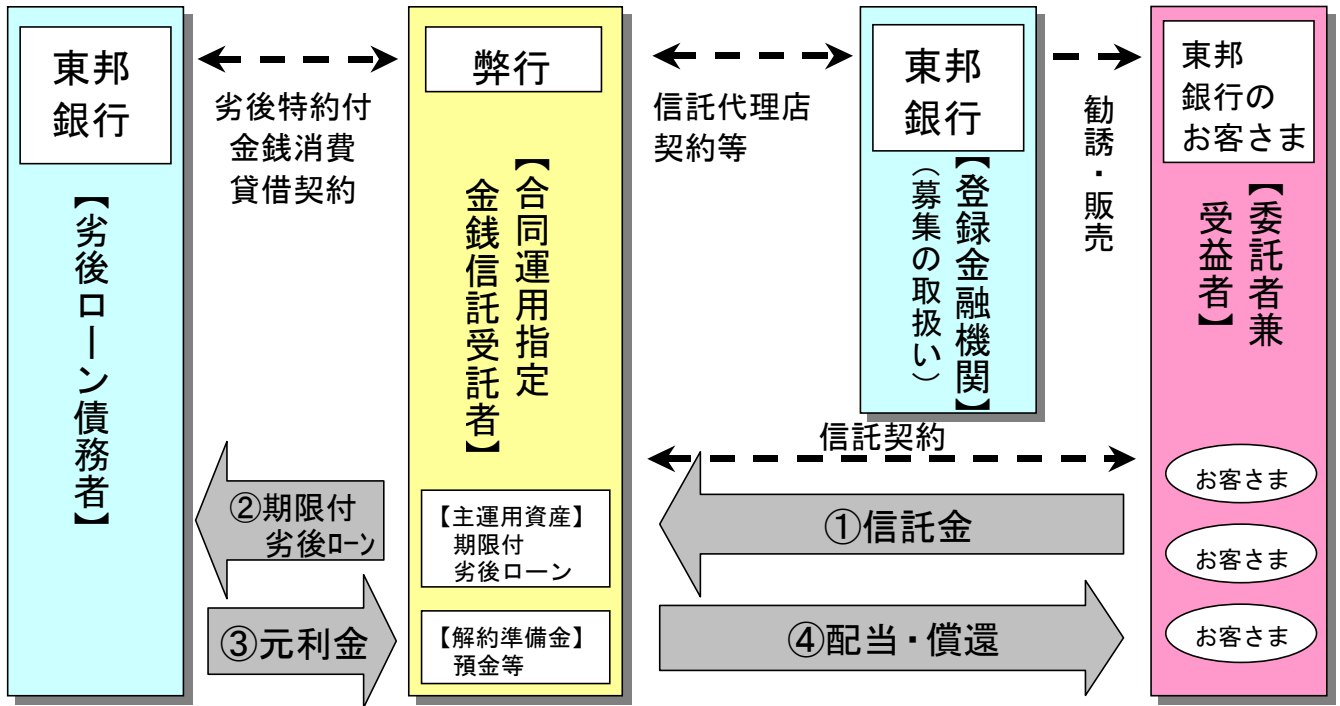 東邦
銀行
【劣後ローン債務者】
劣後特約付
金銭消費
貸借契約
弊行
【合同運用指定
金銭信託受託者】
信託代理店
契約等
東邦
銀行
【登録金融機関】
（募集の取扱い）
勧誘・販売
東邦
銀行の
お客さま
【委託者兼
受益者】
信託契約
②期限付
劣後ﾛｰﾝ
【主運用資産】
期限付
劣後ローン
①信託金
お客さま
お客さま
お客さま
③元利金
【解約準備金】
預金等
④配当・償還